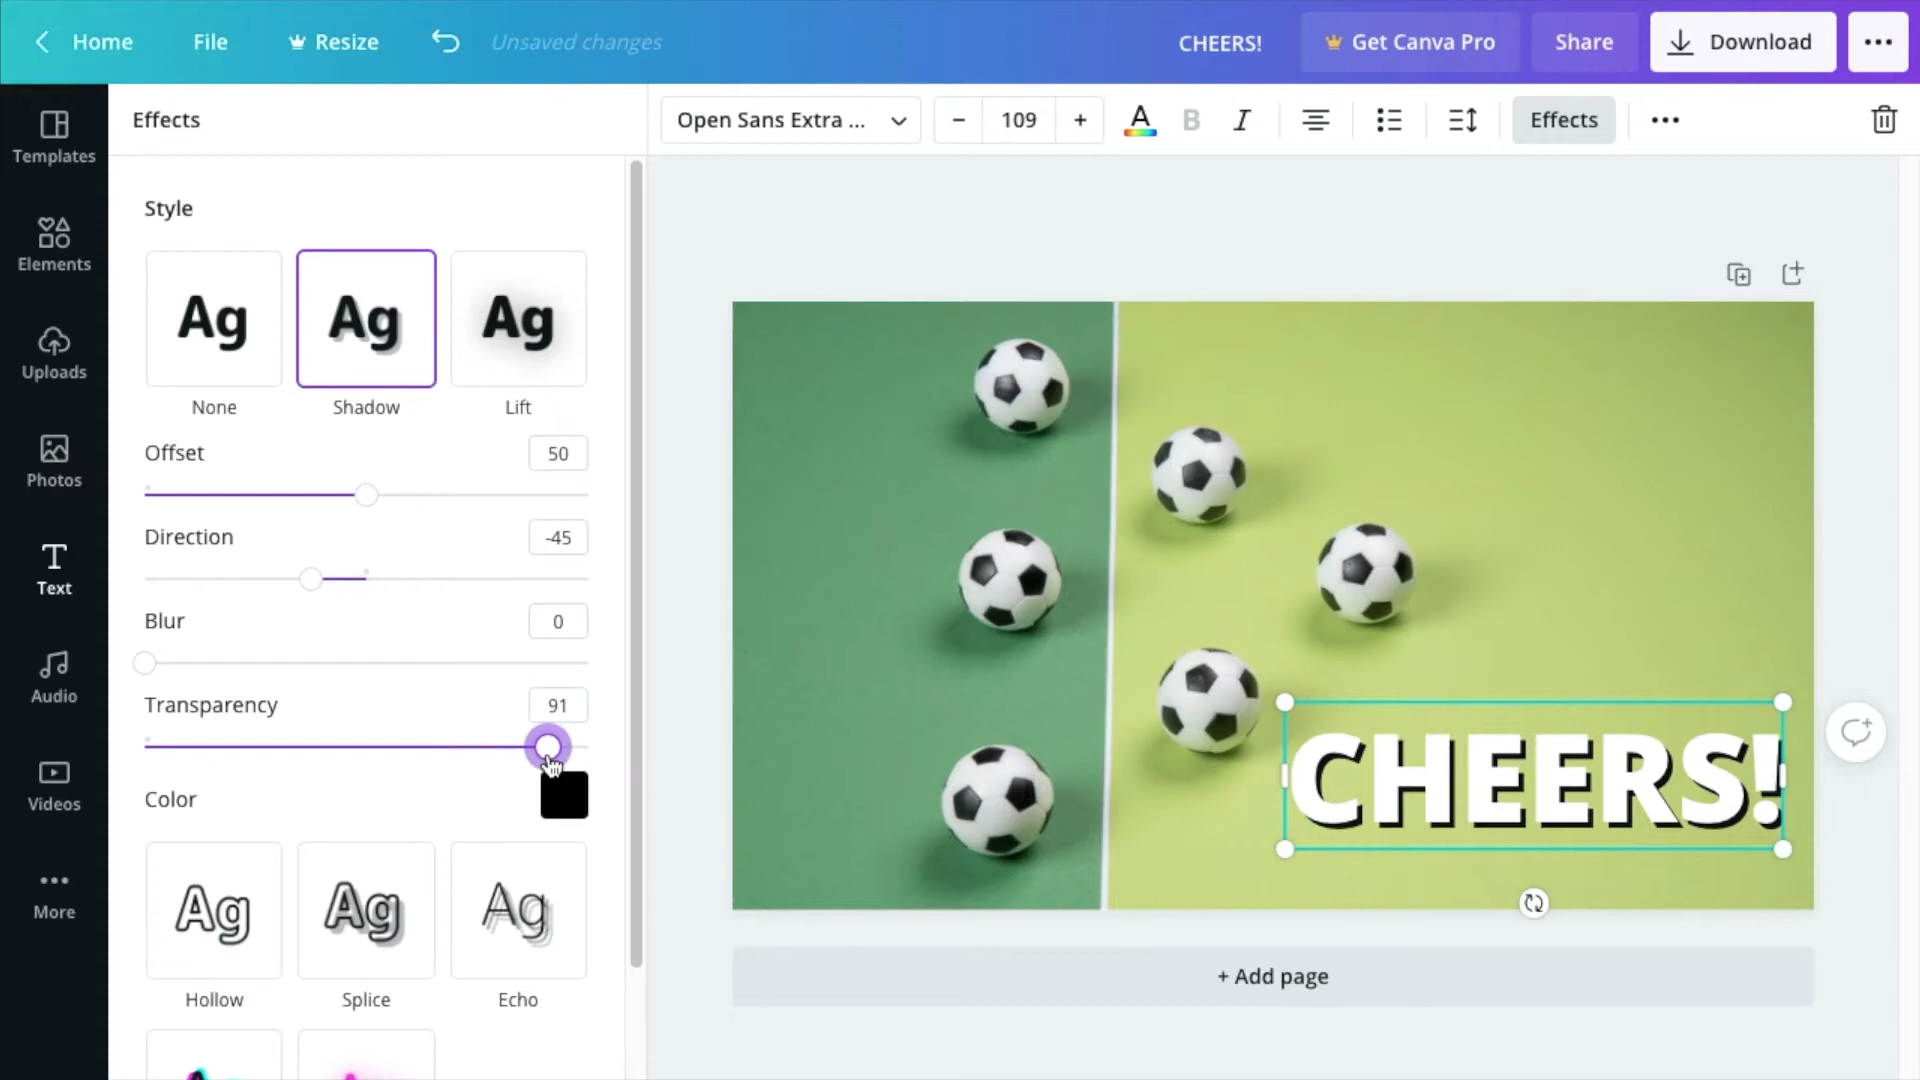 Home File Resize Unsaved changes CHEERS! Get Canva Pro Share Download
Effects Open Sans Extra ... − 109 + A B I Effects
Templates
Elements
Uploads
Photos
Text
Audio
Videos
More
Style
Ag Ag Ag
None Shadow Lift
Offset 50
Direction -45
Blur 0
Transparency 91
Color
Ag Ag Ag
Hollow Splice Echo
CHEERS!
+ Add page